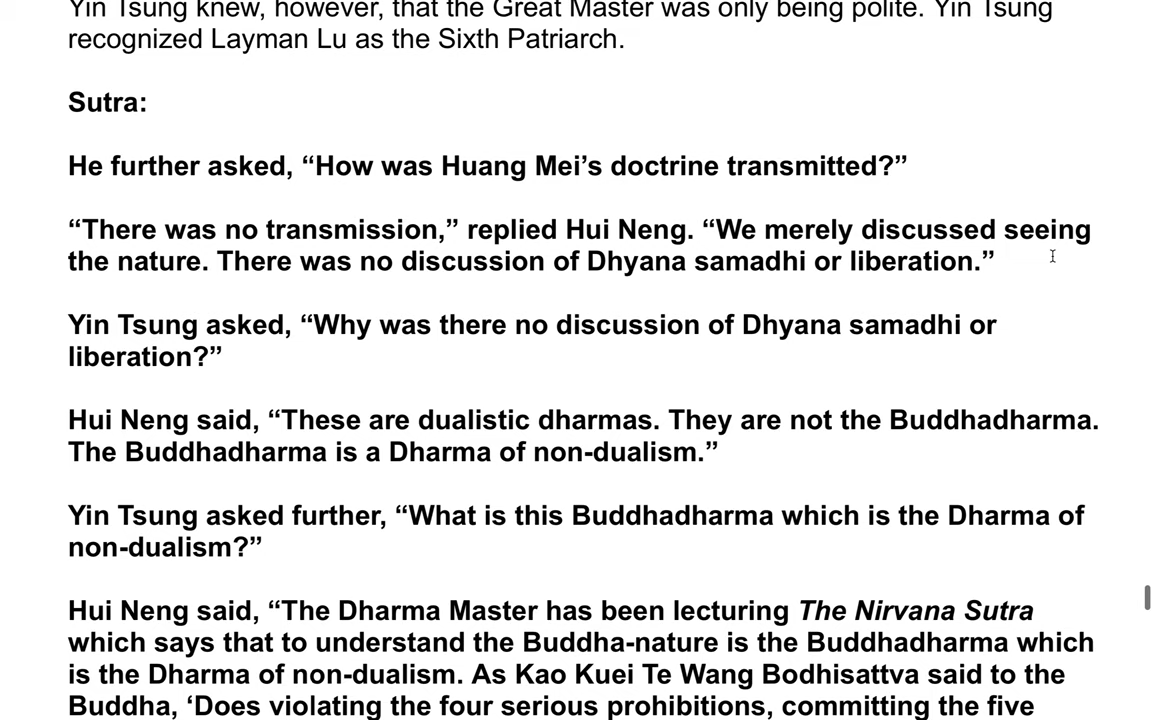 Yin Tsung knew, however, that the Great Master was only being polite. Yin Tsung
recognized Layman Lu as the Sixth Patriarch.
Sutra:
He further asked, “How was Huang Mei’s doctrine transmitted?”
“There was no transmission,” replied Hui Neng. “We merely discussed seeing
the nature. There was no discussion of Dhyana samadhi or liberation.”
Yin Tsung asked, “Why was there no discussion of Dhyana samadhi or
liberation?”
Hui Neng said, “These are dualistic dharmas. They are not the Buddhadharma.
The Buddhadharma is a Dharma of non-dualism.”
Yin Tsung asked further, “What is this Buddhadharma which is the Dharma of
non-dualism?”
Hui Neng said, “The Dharma Master has been lecturing The Nirvana Sutra
which says that to understand the Buddha-nature is the Buddhadharma which
is the Dharma of non-dualism. As Kao Kuei Te Wang Bodhisattva said to the
Buddha, ‘Does violating the four serious prohibitions, committing the five